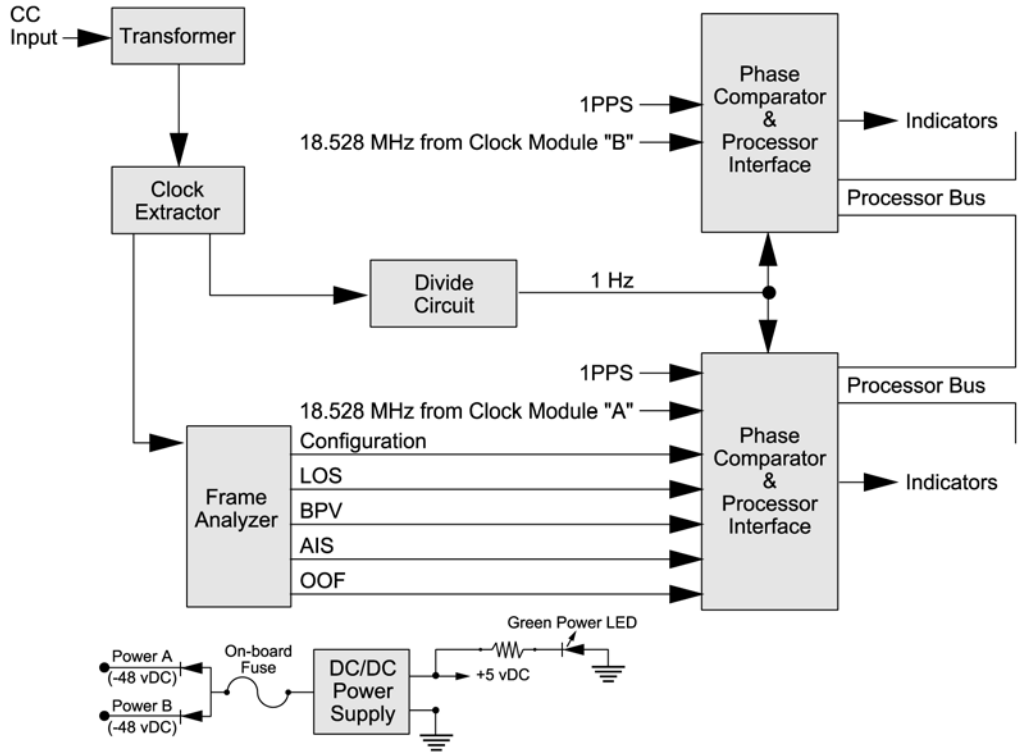 CC
Input
Transformer
Phase
Comparator
&
Processor
Interface
1PPS
18.528 MHz from Clock Module "B"
Indicators
Processor Bus
Clock
Extractor
Divide
Circuit
1 Hz
1PPS
18.528 MHz from Clock Module "A"
Processor Bus
Phase
Comparator
&
Processor
Interface
Indicators
Configuration
LOS
BPV
AIS
OOF
Frame
Analyzer
Power A
(-48 vDC)
Power B
(-48 vDC)
On-board
Fuse
DC/DC
Power
Supply
Green Power LED
+5 vDC